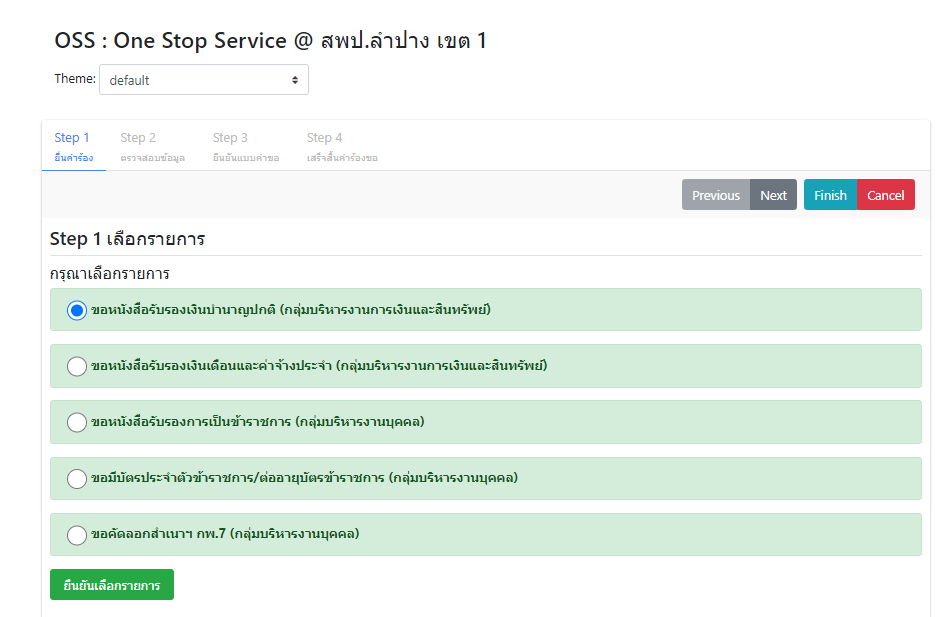 OSS : One Stop Service @ สพป.ลำปาง เขต 1
Theme: default
Step 1 Step 2 Step 3 Step 4
ยื่นคำร้อง ตรวจสอบข้อมูล ยืนยันแบบคำขอ เสร็จสิ้นคำร้องขอ
Previous Next Finish Cancel
Step 1 เลือกรายการ
กรุณาเลือกรายการ
ขอหนังสือรับรองเงินบำนาญปกติ (กลุ่มบริหารงานการเงินและสินทรัพย์)
ขอหนังสือรับรองเงินเดือนและค่าจ้างประจำ (กลุ่มบริหารงานการเงินและสินทรัพย์)
ขอหนังสือรับรองการเป็นข้าราชการ (กลุ่มบริหารงานบุคคล)
ขอมีบัตรประจำตัวข้าราชการ/ต่ออายุบัตรข้าราชการ (กลุ่มบริหารงานบุคคล)
ขอคัดลอกสำเนาฯ กพ.7 (กลุ่มบริหารงานบุคคล)
ยืนยันเลือกรายการ